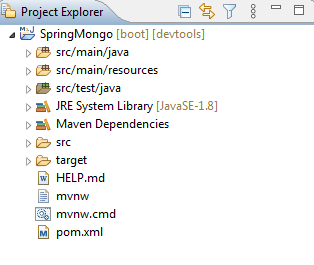 Project Explorer
SpringMongo [boot] [devtools]
src/main/java
src/main/resources
src/test/java
JRE System Library [JavaSE-1.8]
Maven Dependencies
src
target
HELP.md
mvnw
mvnw.cmd
pom.xml